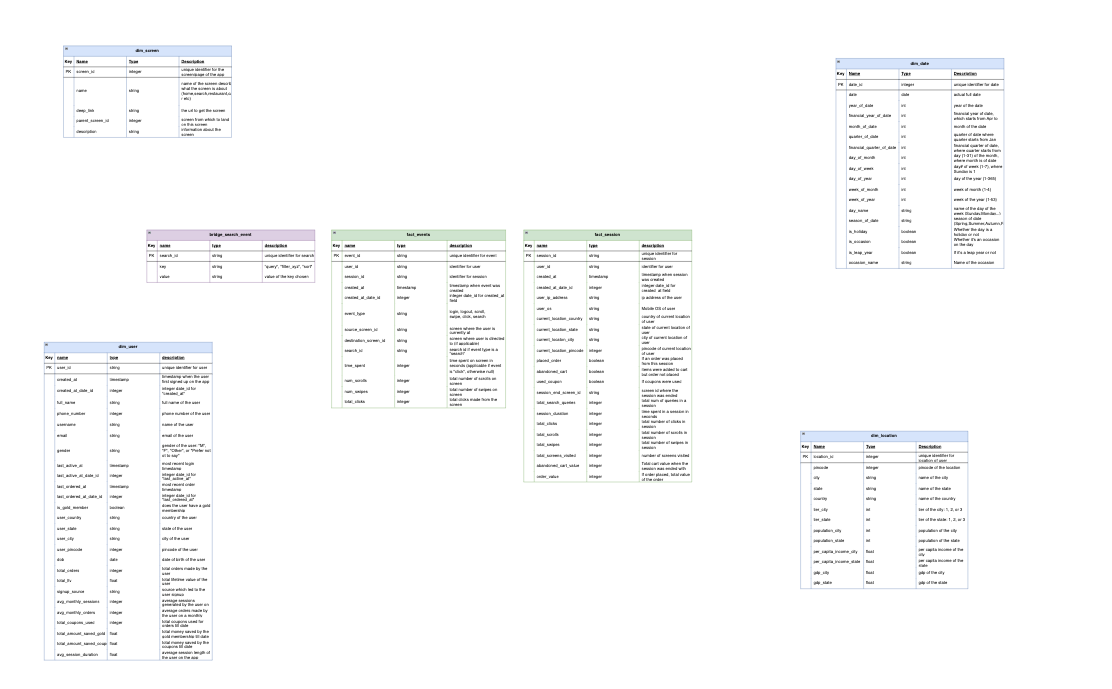 dim_screen
Key Name Type Description
PK screen_id integer unique identifier for the screen/page of the app
name string name of the screen describ what the screen is about (home,search,restaurant,o r etc)
deep_link string the url to get the screen
parent_screen_id integer screen from which to land on this screen
description string information about the screen
dim_date
Key Name Type Description
PK date_id integer unique identifier for date
date date actual full date
year_of_date int year of the date
financial_year_of_date int financial year of date, which starts from Apr to
month_of_date int month of the date
quarter_of_date int quarter of date where quarter starts from Jan
financial_quarter_of_date int financial quarter of date, where quarter starts from
day_of_month int day (1-31) of the month, where month is of date
day_of_week int day# of week (1-7), where Sunday is 1
day_of_year int day of the year (1-365)
week_of_month int week of month (1-4)
week_of_year int week of the year (1-52)
day_name string name of the day of the week (Sunday,Monday...)
season_of_date string season of date (Spring,Summer,Autumn,F
is_holiday boolean Whether the day is a holiday or not
is_occasion boolean Whether it's an occasion on the day
is_leap_year boolean If it's a leap year or not
occasion_name string Name of the occasion
bridge_search_event
Key name type description
PK search_id string unique identifier for search
key string "query", "filter_xyz", "sort"
value string value of the key chosen
fact_events
Key name type description
PK event_id integer unique identifier for event
user_id string identifier for user
session_id string identifier for session
created_at timestamp timestamp when event was created
created_at_date_id integer integer date_id for created_at field
event_type string login, logout, scroll, swipe, click, search
source_screen_id string screen where the user is currently at
destination_screen_id string screen where user is directed to (if applicable)
search_id string search id if event type is a "search"
time_spent integer time spent on screen in seconds (applicable if event is "click", otherwise null)
num_scrolls integer total number of scrolls on screen
num_swipes integer total number of swipes on screen
total_clicks integer total clicks made from the screen
fact_session
Key name type description
PK session_id string unique identifier for session
user_id string identifier for user
created_at timestamp timestamp when session was created
created_at_date_id integer integer date_id for created_at field
user_ip_address string ip address of the user
user_os string Mobile OS of user
current_location_country string country of current location of user
current_location_state string state of current location of user
current_location_city string city of current location of user
current_location_pincode integer pincode of current location of user
placed_order boolean if an order was placed from this session
abandoned_cart boolean items were added to cart but order not placed
used_coupon boolean if coupons were used
session_end_screen_id string screen id where the session was ended
total_search_queries integer total num of queries in a session
session_duration integer time spent in a session in seconds
total_clicks integer total number of clicks in session
total_scrolls integer total number of scrolls in session
total_swipes integer total number of swipes in session
total_screens_visited integer number of screens visited
abandoned_cart_value integer Total cart value when the session was ended with
order_value integer if order placed, total value of the order
dim_user
Key name type description
PK user_id string unique identifier for user
created_at timestamp timestamp when the user first signed up on the app
created_at_date_id integer integer date_id for "created_at"
full_name string full name of the user
phone_number integer phone number of the user
username string name of the user
email string email of the user
gender string gender of the user: "M", "F", "Other", or "Prefer not ot to say"
last_active_at timestamp most recent login timestamp
last_active_at_date_id integer integer date_id for "last_active_at"
last_ordered_at timestamp most recent order timestamp
last_ordered_at_date_id integer integer date_id for "last_ordered_at"
is_gold_member boolean does the user have a gold membership
user_country string country of the user
user_state string state of the user
user_city string city of the user
user_pincode integer pincode of the user
dob date date of birth of the user
total_orders integer total orders made by the user
total_ltv float total lifetime value of the user
signup_source string source which led to the user signup
avg_monthly_sessions integer average sessions generated by the user on
avg_monthly_orders integer average orders made by the user on a monthly
total_coupons_used integer total coupons used for orders till date
total_amount_saved_gold float total money saved by the gold membership till date
total_amount_saved_coup float total money saved by the coupons till date
avg_session_duration float average session length of the user on the app
dim_location
Key Name Type Description
PK location_id integer unique identifier for location of user
pincode integer pincode of the location
city string name of the city
state string name of the state
country string name of the country
tier_city int tier of the city: 1, 2, or 3
tier_state int tier of the state: 1, 2, or 3
population_city int population of the city
population_state int population of the state
per_capita_income_city float per capita income of the city
per_capita_income_state float per capita income of the state
gdp_city float gdp of the city
gdp_state float gdp of the state